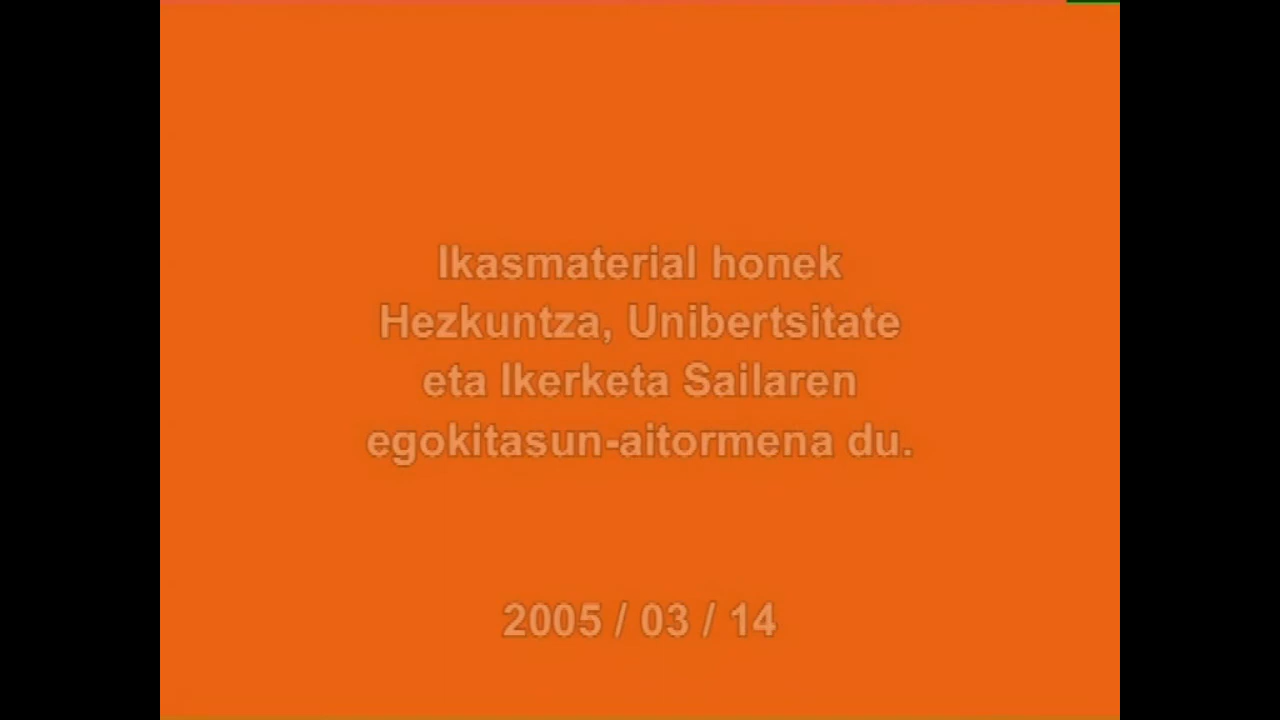 Ikasmaterial honek
Hezkuntza, Unibertsitate
eta Ikerketa Sailaren
egokitasun-aitormena du.
2005 / 03 / 14